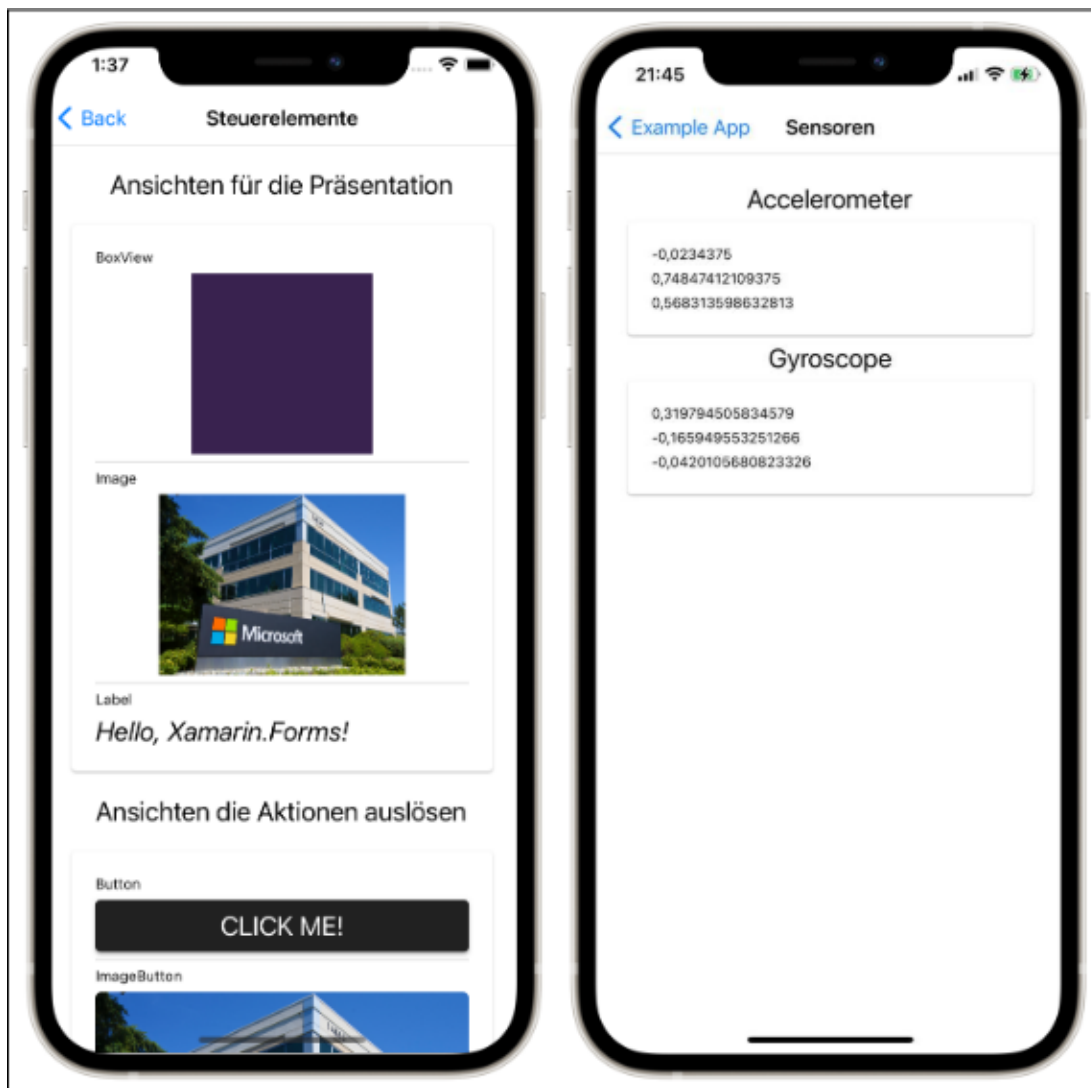 1:37
Back Steuerelemente
Ansichten für die Präsentation
BoxView
Image
Microsoft
Label
Hello, Xamarin.Forms!
Ansichten die Aktionen auslösen
Button
CLICK ME!
ImageButton
21:45
Example App Sensoren
Accelerometer
-0,0234375
0,74847412109375
0,568313598632813
Gyroscope
0,319794505834579
-0,165949553251266
-0,0420105680823326